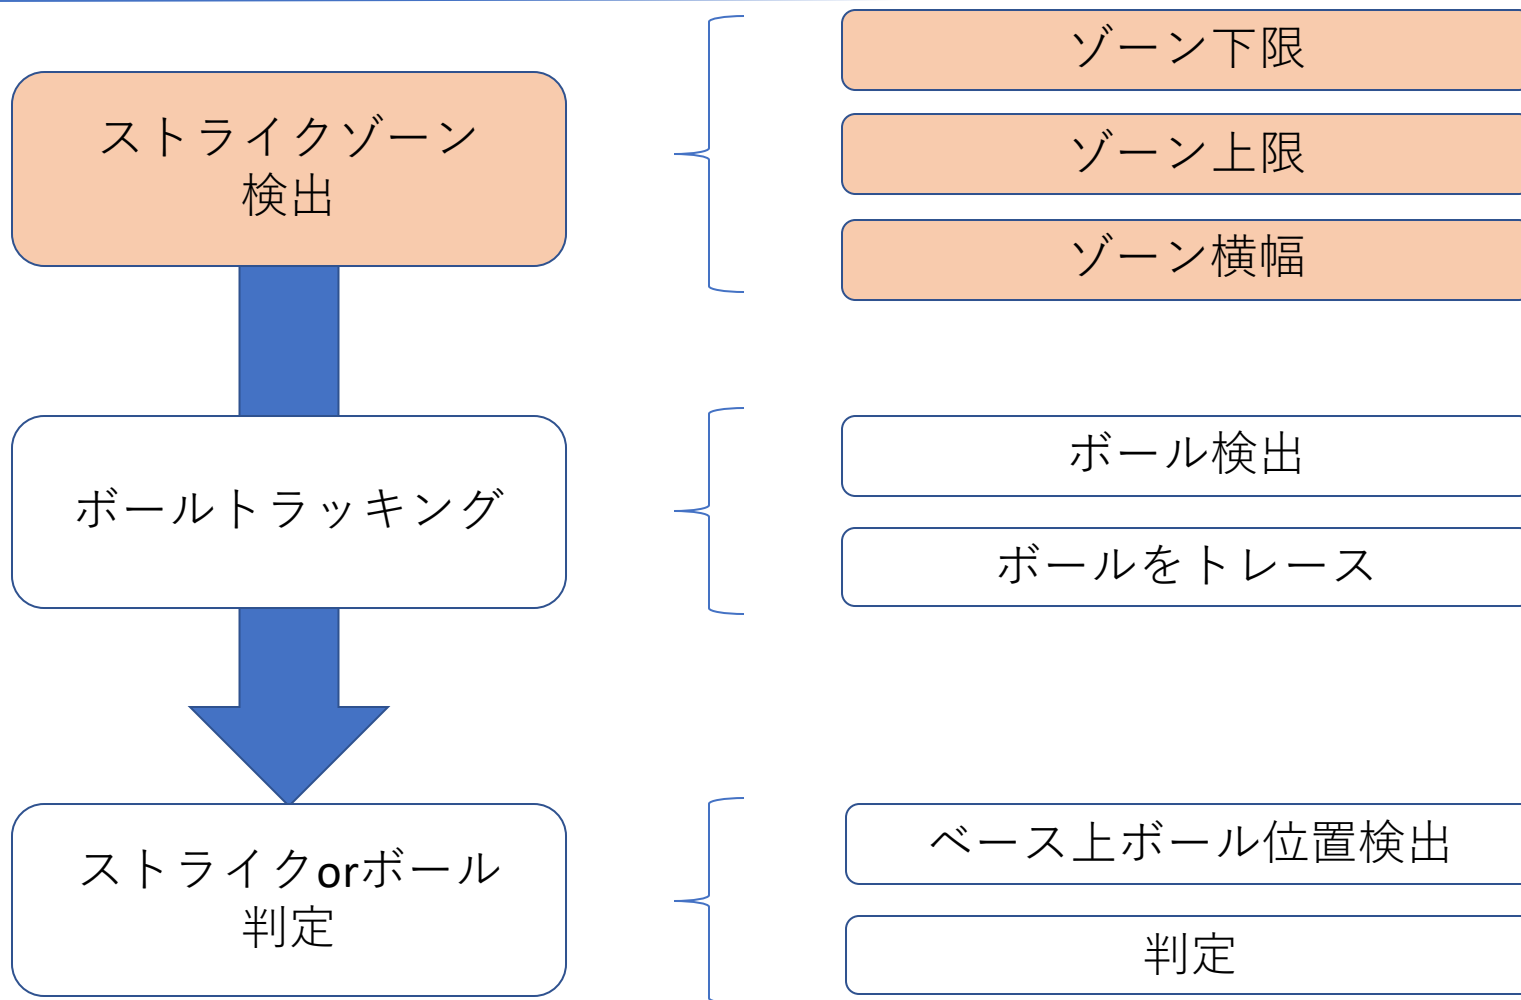 ストライクゾーン
検出
ゾーン下限
ゾーン上限
ゾーン横幅
ボールトラッキング
ボール検出
ボールをトレース
ストライクorボール
判定
ベース上ボール位置検出
判定